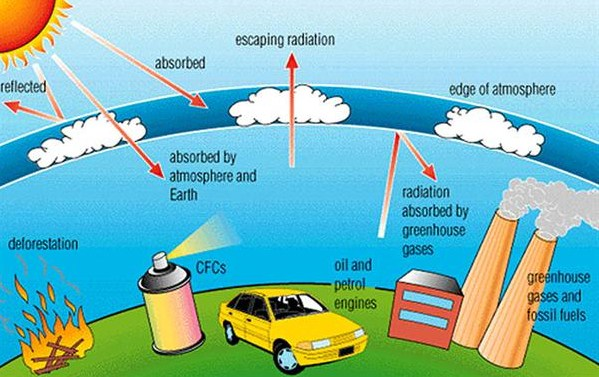 escaping radiation
absorbed
reflected
edge of atmosphere
absorbed by
atmosphere and
Earth
radiation
absorbed by
greenhouse
gases
deforestation
CFCs
oil and
petrol
engines
greenhouse
gases and
fossil fuels